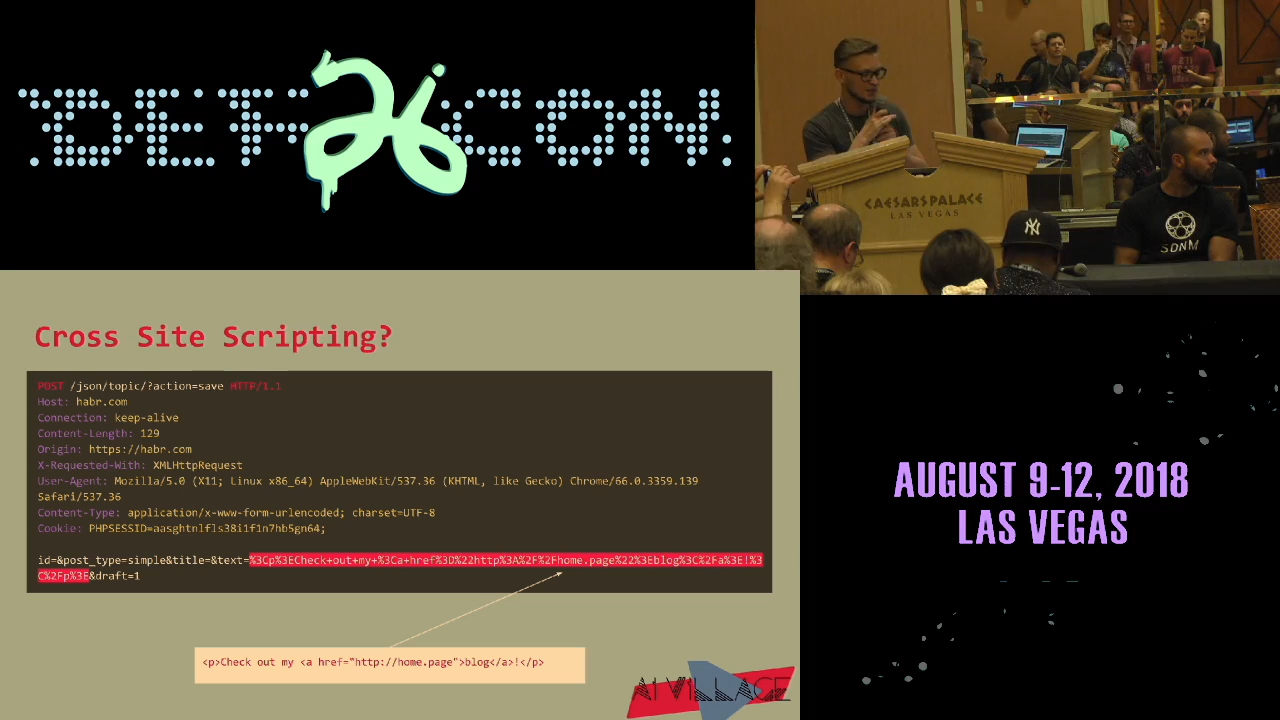 DEF 26 CON
CAESARS PALACE
LAS VEGAS
SDNM
NY
Cross Site Scripting?
POST /json/topic/?action=save HTTP/1.1
Host: habr.com
Connection: keep-alive
Content-Length: 129
Origin: https://habr.com
X-Requested-With: XMLHttpRequest
User-Agent: Mozilla/5.0 (X11; Linux x86_64) AppleWebKit/537.36 (KHTML, like Gecko) Chrome/66.0.3359.139
Safari/537.36
Content-Type: application/x-www-form-urlencoded; charset=UTF-8
Cookie: PHPSESSID=aasghtnlfls38i1f1n7hb5gn64;
id=&post_type=simple&title=&text=%3Cp%3ECheck+out+my+%3Ca+href%3D%22http%3A%2F%2Fhome.page%22%3Eblog%3C%2Fa%3E!%3
C%2Fp%3E&draft=1
<p>Check out my <a href="http://home.page">blog</a>!</p>
AI VILLAGE
AUGUST 9-12, 2018
LAS VEGAS